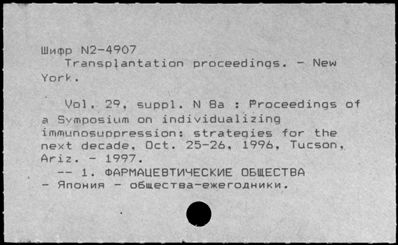 Шифр N2-4907
Transplantation proceedings. - New
York.
Vol. 29, suppl. N 8a : Proceedings of
a Symposium on individualizing
immunosuppression: strategies for the
next decade, Oct. 25-26, 1996, Tucson,
Ariz. - 1997.
-- 1. ФАРМАЦЕВТИЧЕСКИЕ ОБЩЕСТВА
- Япония - общества-ежегодники.